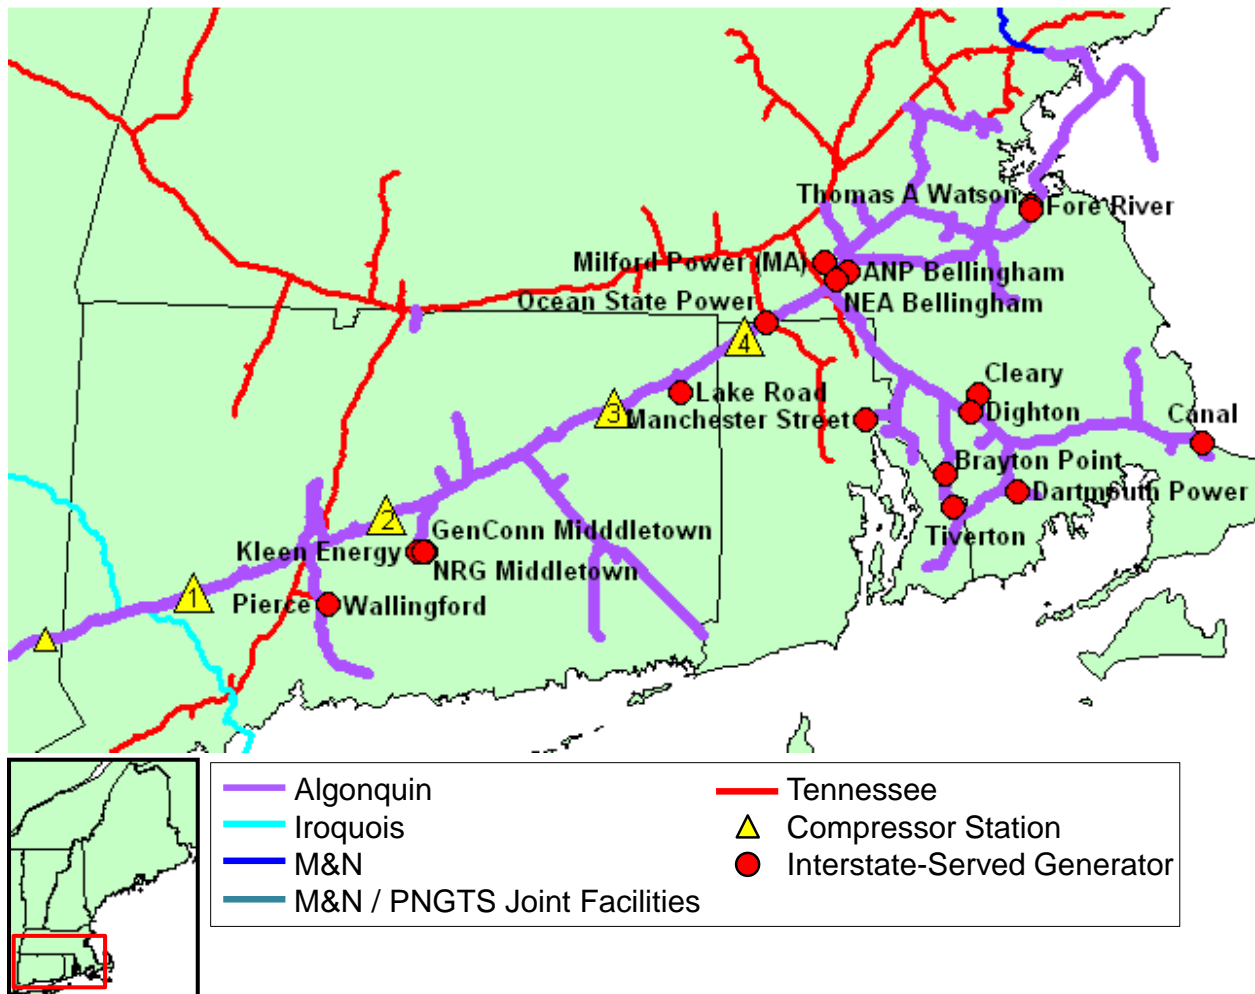 Thomas A Watson
Fore River
Milford Power (MA)
ANP Bellingham
Ocean State Power
NEA Bellingham
4
Cleary
Lake Road
3
Manchester Street
Dighton
Canal
Brayton Point
Dartmouth Power
2
GenConn Midddletown
Tiverton
Kleen Energy
NRG Middletown
1
Pierce
Wallingford
Algonquin
Tennessee
Iroquois
Compressor Station
M&N
Interstate-Served Generator
M&N / PNGTS Joint Facilities